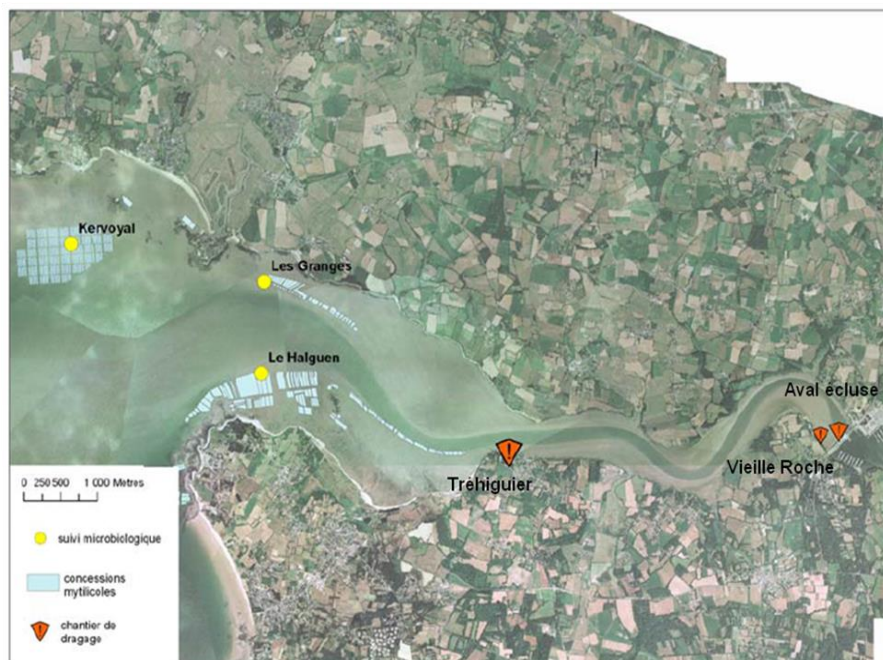 Kervoyal
Les Granges
Le Halguen
Aval écluse
Vieille Roche
Tréhiguier
0 250 500 1 000 Mètres
suivi microbiologique
concessions
mytilicoles
chantier de
dragage